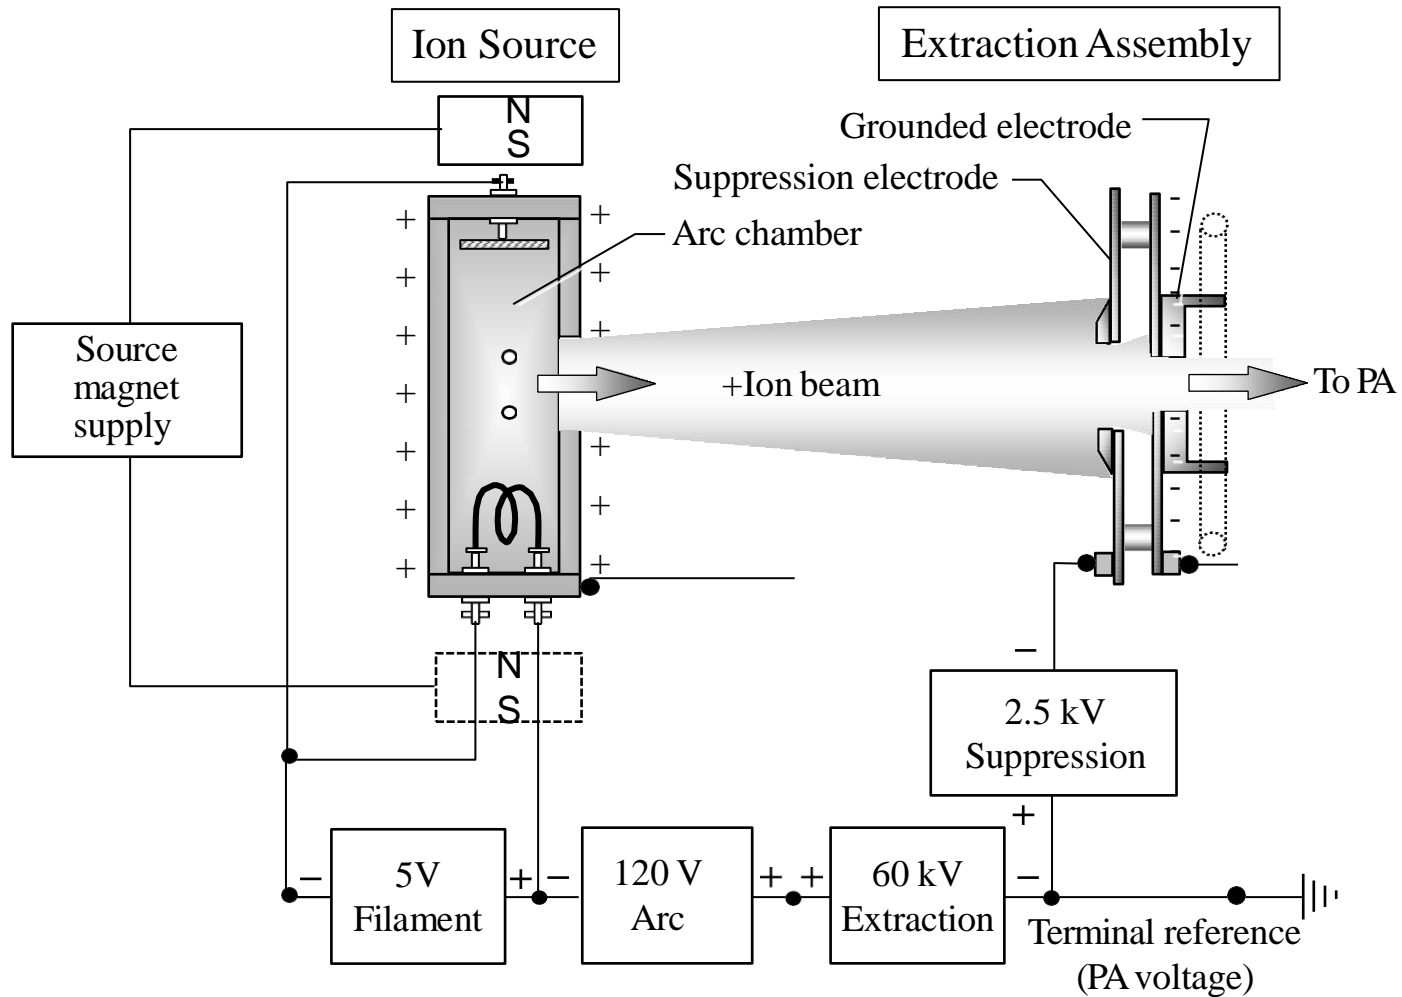 Ion Source
Extraction Assembly
N
S
Grounded electrode
Suppression electrode
Arc chamber
Source
magnet
supply
+Ion beam
To PA
N
S
2.5 kV
Suppression
5V
Filament
120 V
Arc
60 kV
Extraction
Terminal reference
(PA voltage)